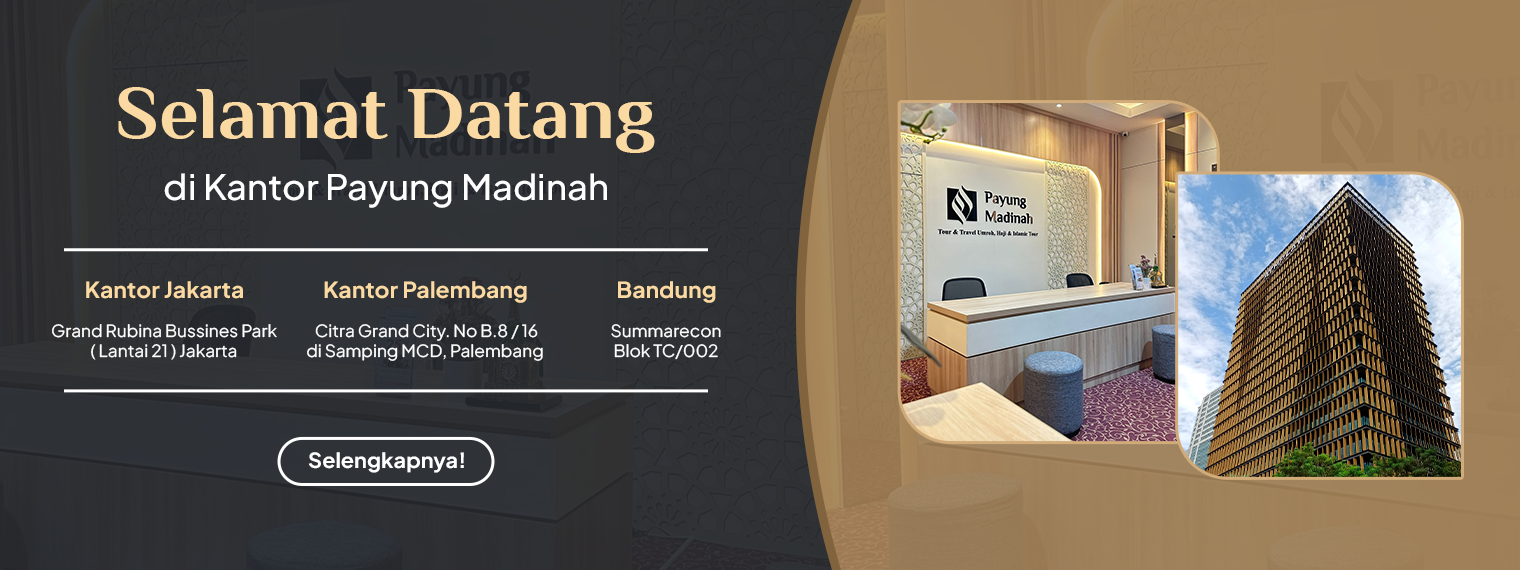 Selamat Datang
di Kantor Payung Madinah
Kantor Jakarta
Grand Rubina Bussines Park
( Lantai 21 ) Jakarta
Kantor Palembang
Citra Grand City. No B.8 / 16
di Samping MCD, Palembang
Bandung
Summarecon
Blok TC/002
Selengkapnya!
Payung
Madinah
Tour & Travel Umroh, Haji & Islamic Tour
Payung
Madinah